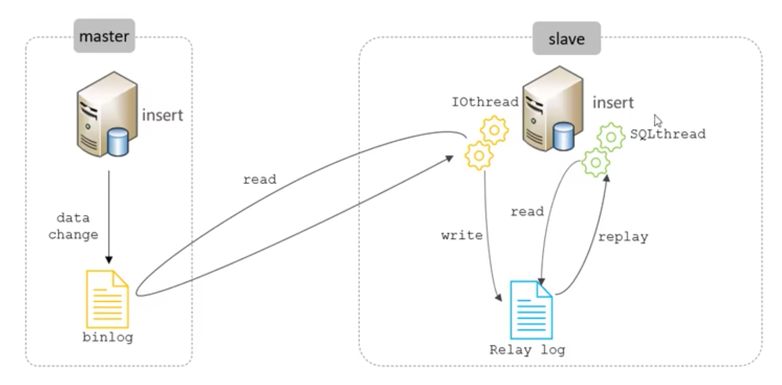 master
slave
insert
IOthread
insert
SQLthread
read
data
change
write
read
replay
binlog
Relay log